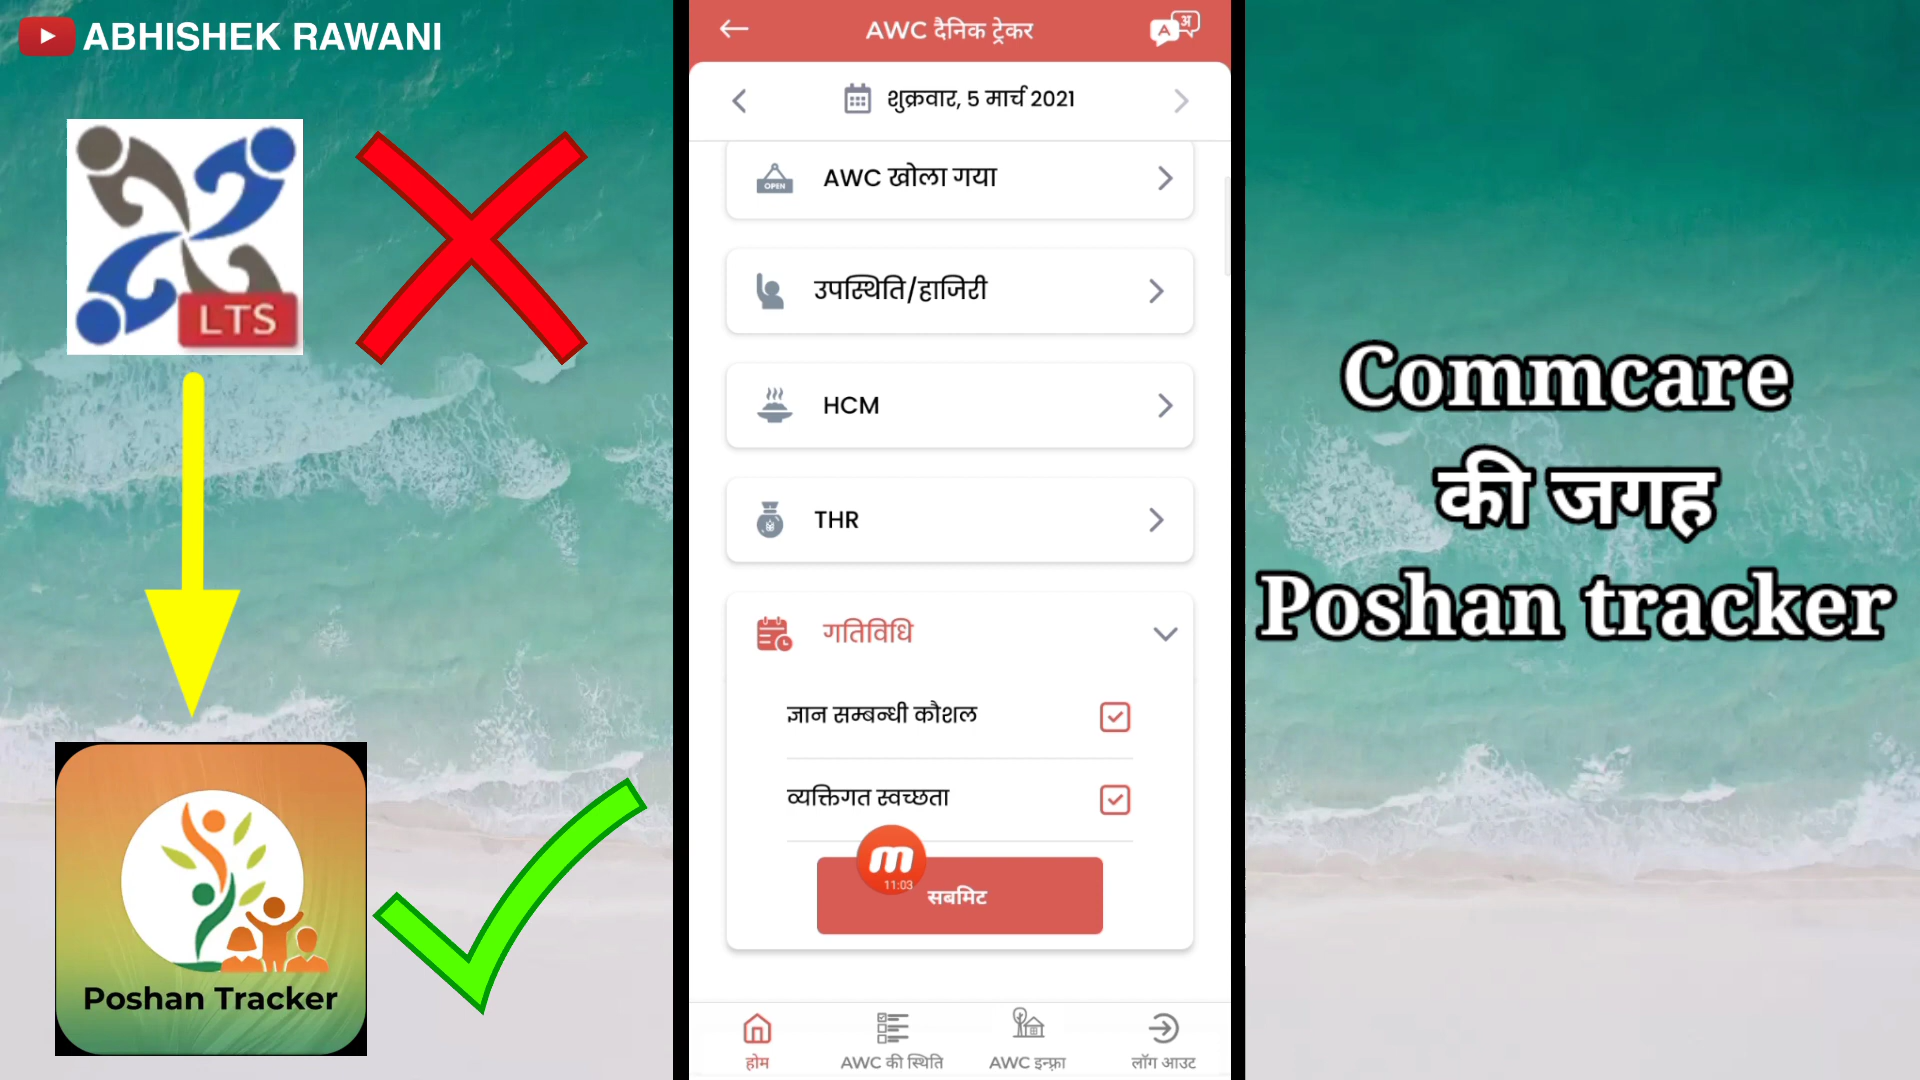 ABHISHEK RAWANI
LTS
Poshan Tracker
AWC दैनिक ट्रेकर
A अ
शुक्रवार, 5 मार्च 2021
OPEN
AWC खोला गया
उपस्थिति/हाजिरी
HCM
THR
गतिविधि
ज्ञान सम्बन्धी कौशल
व्यक्तिगत स्वच्छता
m
11:03
सबमिट
होम
AWC की स्थिति
AWC इन्फ़्रा
लॉग आउट
Commcare
की जगह
Poshan tracker